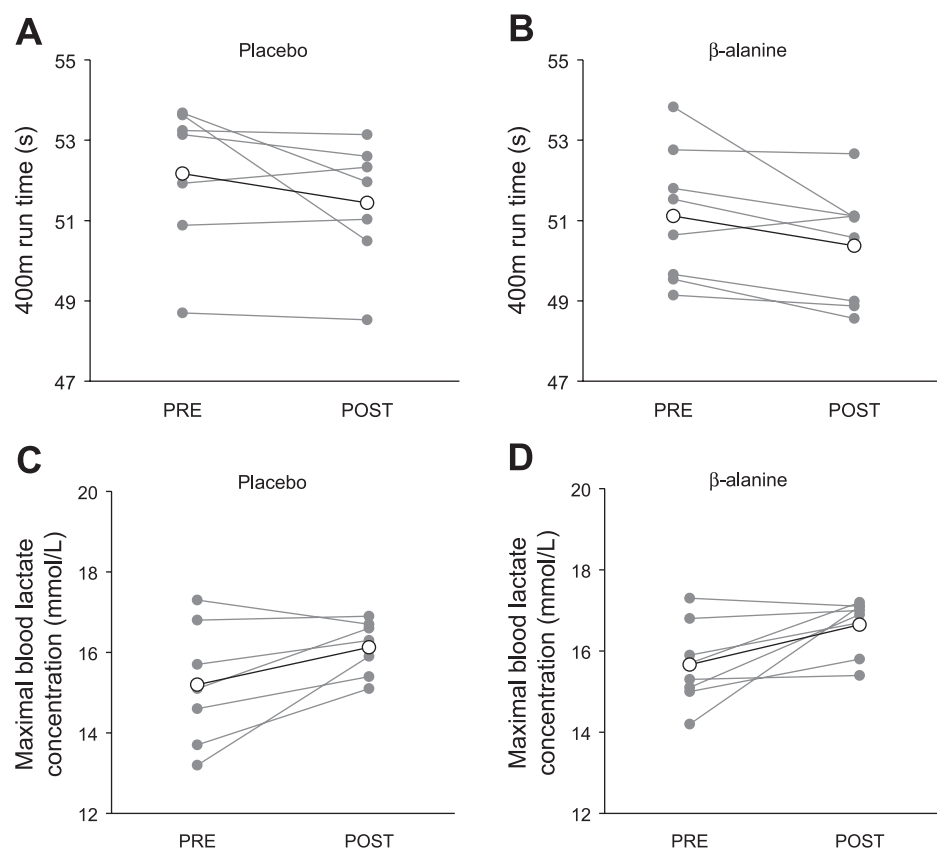 A
Placebo
55
53
51
49
47
400m run time (s)
PRE
POST
B
β-alanine
55
53
51
49
47
400m run time (s)
PRE
POST
C
Placebo
20
18
16
14
12
Maximal blood lactate
concentration (mmol/L)
PRE
POST
D
β-alanine
20
18
16
14
12
Maximal blood lactate
concentration (mmol/L)
PRE
POST